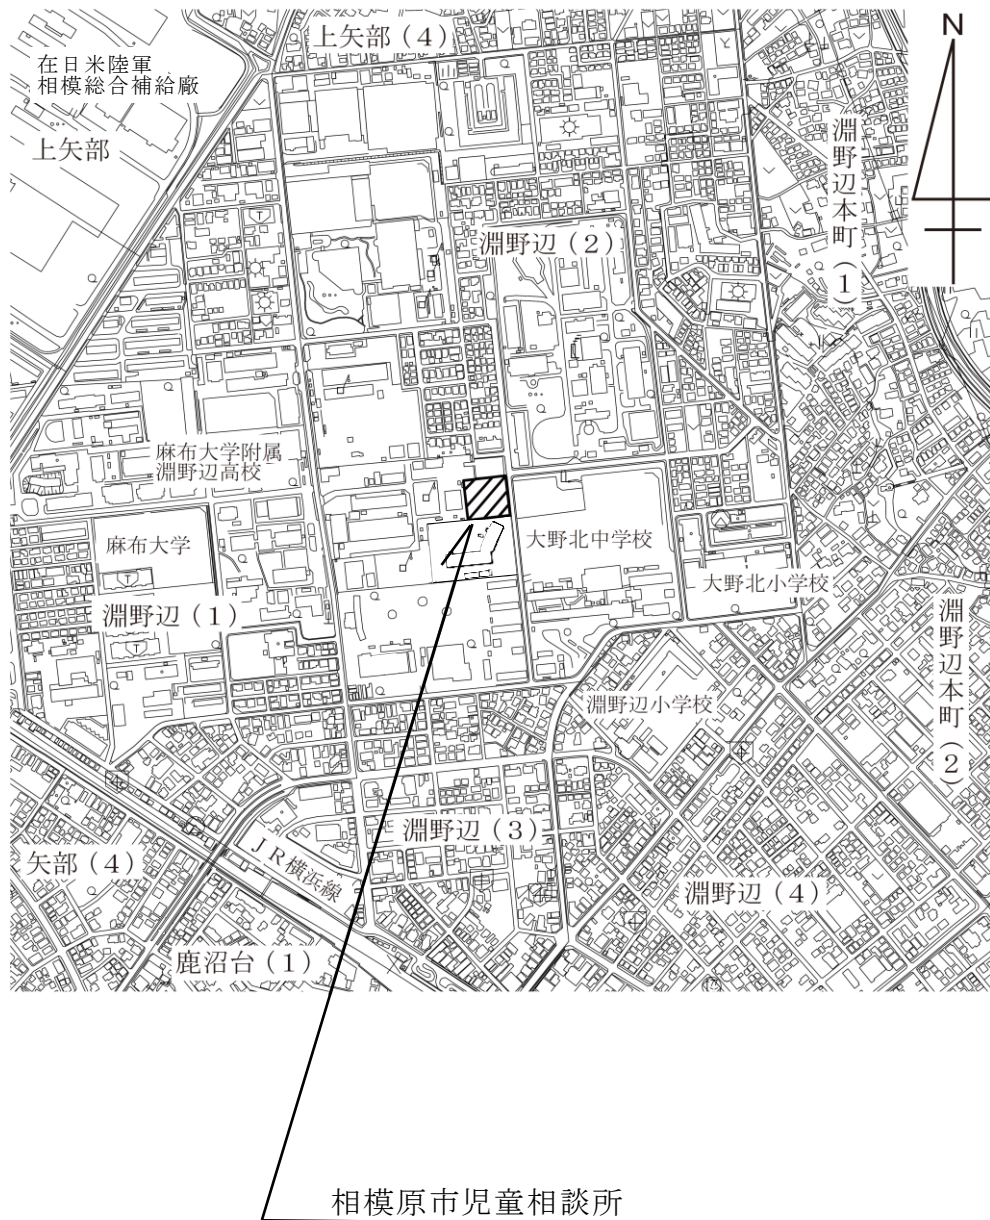 上矢部(4)
N
在日米陸軍
相模総合補給廠
上矢部
淵野辺本町(1)
淵野辺(2)
麻布大学附属
淵野辺高校
麻布大学
大野北中学校
大野北小学校
淵野辺(1)
淵野辺本町(2)
淵野辺小学校
淵野辺(3)
JR横浜線
矢部(4)
淵野辺(4)
鹿沼台(1)
相模原市児童相談所